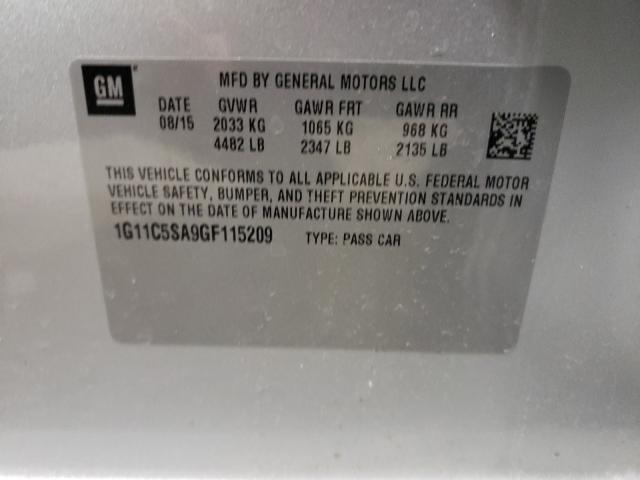 GM
MFD BY GENERAL MOTORS LLC
DATE GVWR GAWR FRT GAWR RR
08/15 2033 KG 1065 KG 968 KG
4482 LB 2347 LB 2135 LB
THIS VEHICLE CONFORMS TO ALL APPLICABLE U.S. FEDERAL MOTOR
VEHICLE SAFETY, BUMPER, AND THEFT PREVENTION STANDARDS IN
EFFECT ON THE DATE OF MANUFACTURE SHOWN ABOVE.
1G11C5SA9GF115209 TYPE: PASS CAR